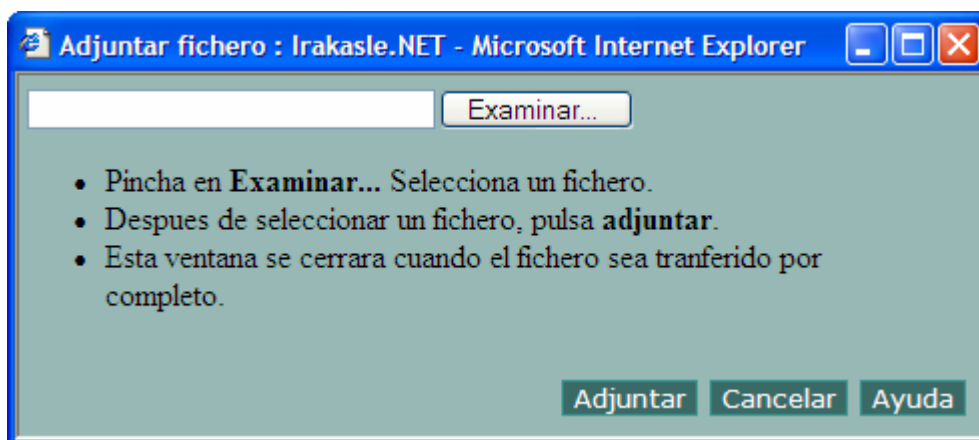 Adjuntar fichero : Irakasle.NET - Microsoft Internet Explorer
Examinar...
• Pincha en Examinar... Selecciona un fichero.
• Despues de seleccionar un fichero, pulsa adjuntar.
• Esta ventana se cerrara cuando el fichero sea tranferido por
completo.
Adjuntar Cancelar Ayuda